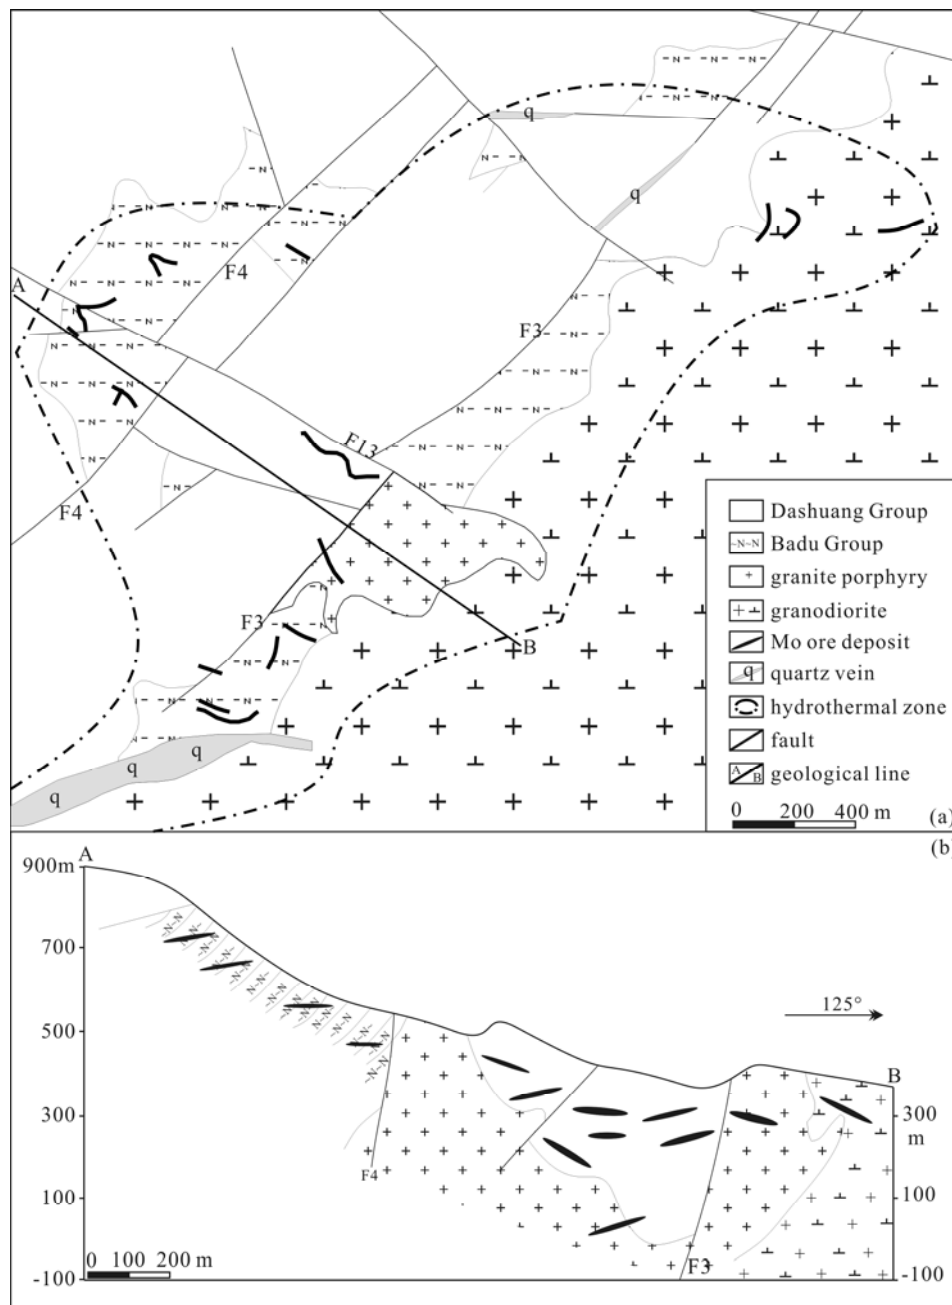 q
q
F4
A
F3
F13
F4
F3
B
q
q
q
Dashuang Group
-N-N Badu Group
granite porphyry
granodiorite
Mo ore deposit
q quartz vein
hydrothermal zone
fault
A B geological line
0 200 400 m
(a)
(b)
A
900m
700
500
300
100
-100
125°
B
300
m
100
-100
F4
F3
0 100 200 m